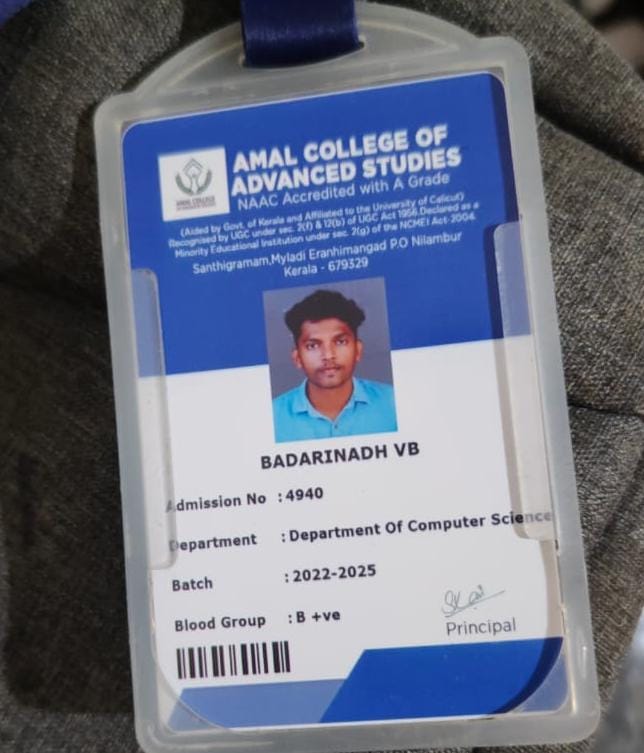 AMAL COLLEGE OF
ADVANCED STUDIES
NAAC Accredited with A Grade
AMAL COLLEGE
(Aided by Govt. of Kerala and Affiliated to the University of Calicut)
Recognised by UGC under sec. 2(f) & 12(b) of UGC Act 1956.Declared as a
Minority Educational Institution under sec. 2(g) of the NCMEI Act-2004.
Santhigramam,Myladi Eranhimangad P.O Nilambur
Kerala - 679329
BADARINADH VB
Admission No : 4940
Department : Department Of Computer Science
Batch : 2022-2025
Blood Group : B +ve
Principal